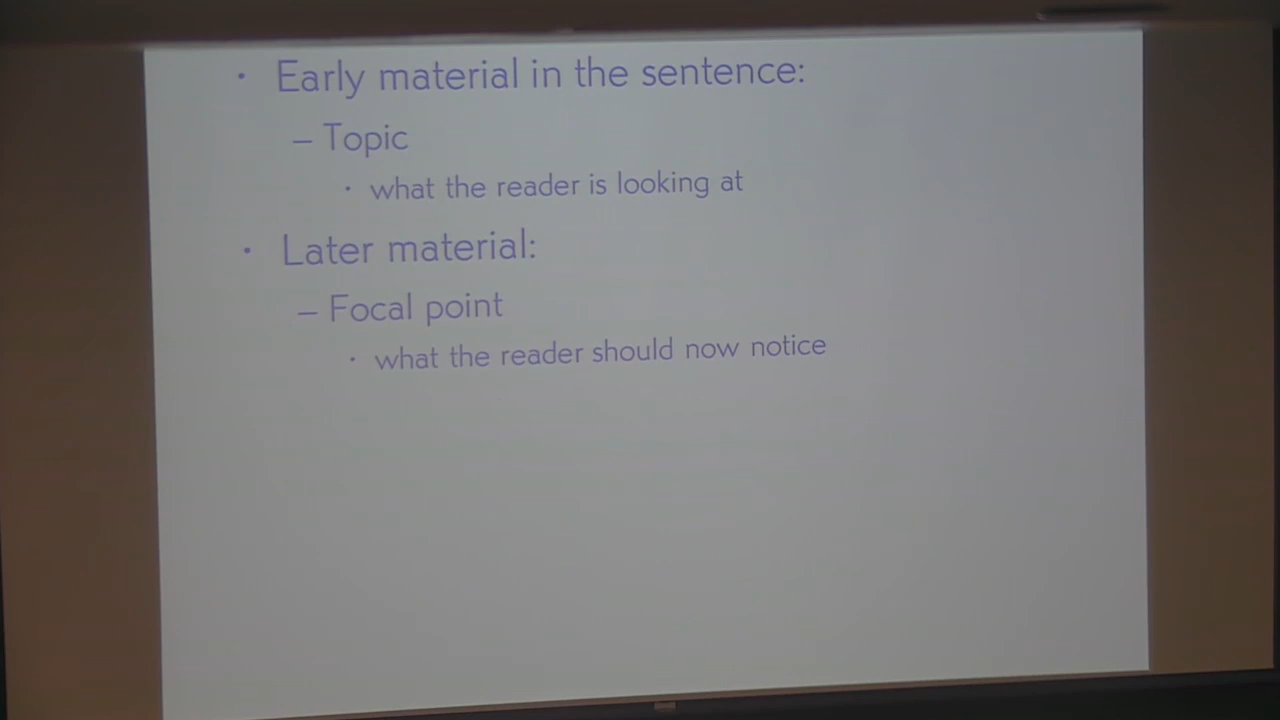 • Early material in the sentence:
– Topic
• what the reader is looking at
• Later material:
– Focal point
• what the reader should now notice